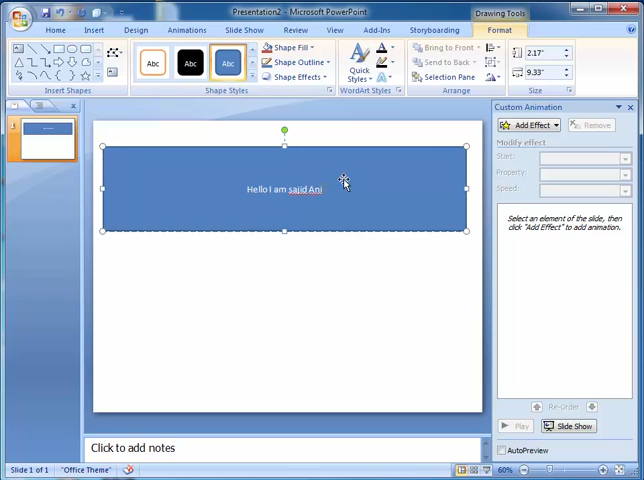 Presentation2 - Microsoft PowerPoint
Drawing Tools
Home Insert Design Animations Slide Show Review View Add-Ins Storyboarding Format
Abc Abc Abc
Shape Fill
Shape Outline
Shape Effects
Quick Styles
Bring to Front
Send to Back
Selection Pane
2.17"
9.33"
Insert Shapes Shape Styles WordArt Styles Arrange Size
Custom Animation
Add Effect Remove
Modify effect
Start:
Property:
Speed:
Select an element of the slide, then
click "Add Effect" to add animation.
Hello I am sajid Ani
Re-Order
Play Slide Show
AutoPreview
Click to add notes
Slide 1 of 1 "Office Theme" 60%